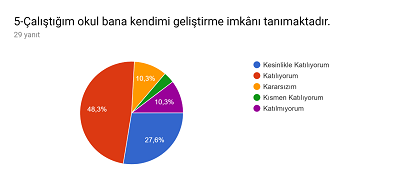 5-Çalıştığım okul bana kendimi geliştirme imkânı tanımaktadır.
29 yanıt
Kesinlikle Katılıyorum
Katılıyorum
Kararsızım
Kısmen Katılıyorum
Katılmıyorum
10,3%
10,3%
48,3%
27,6%